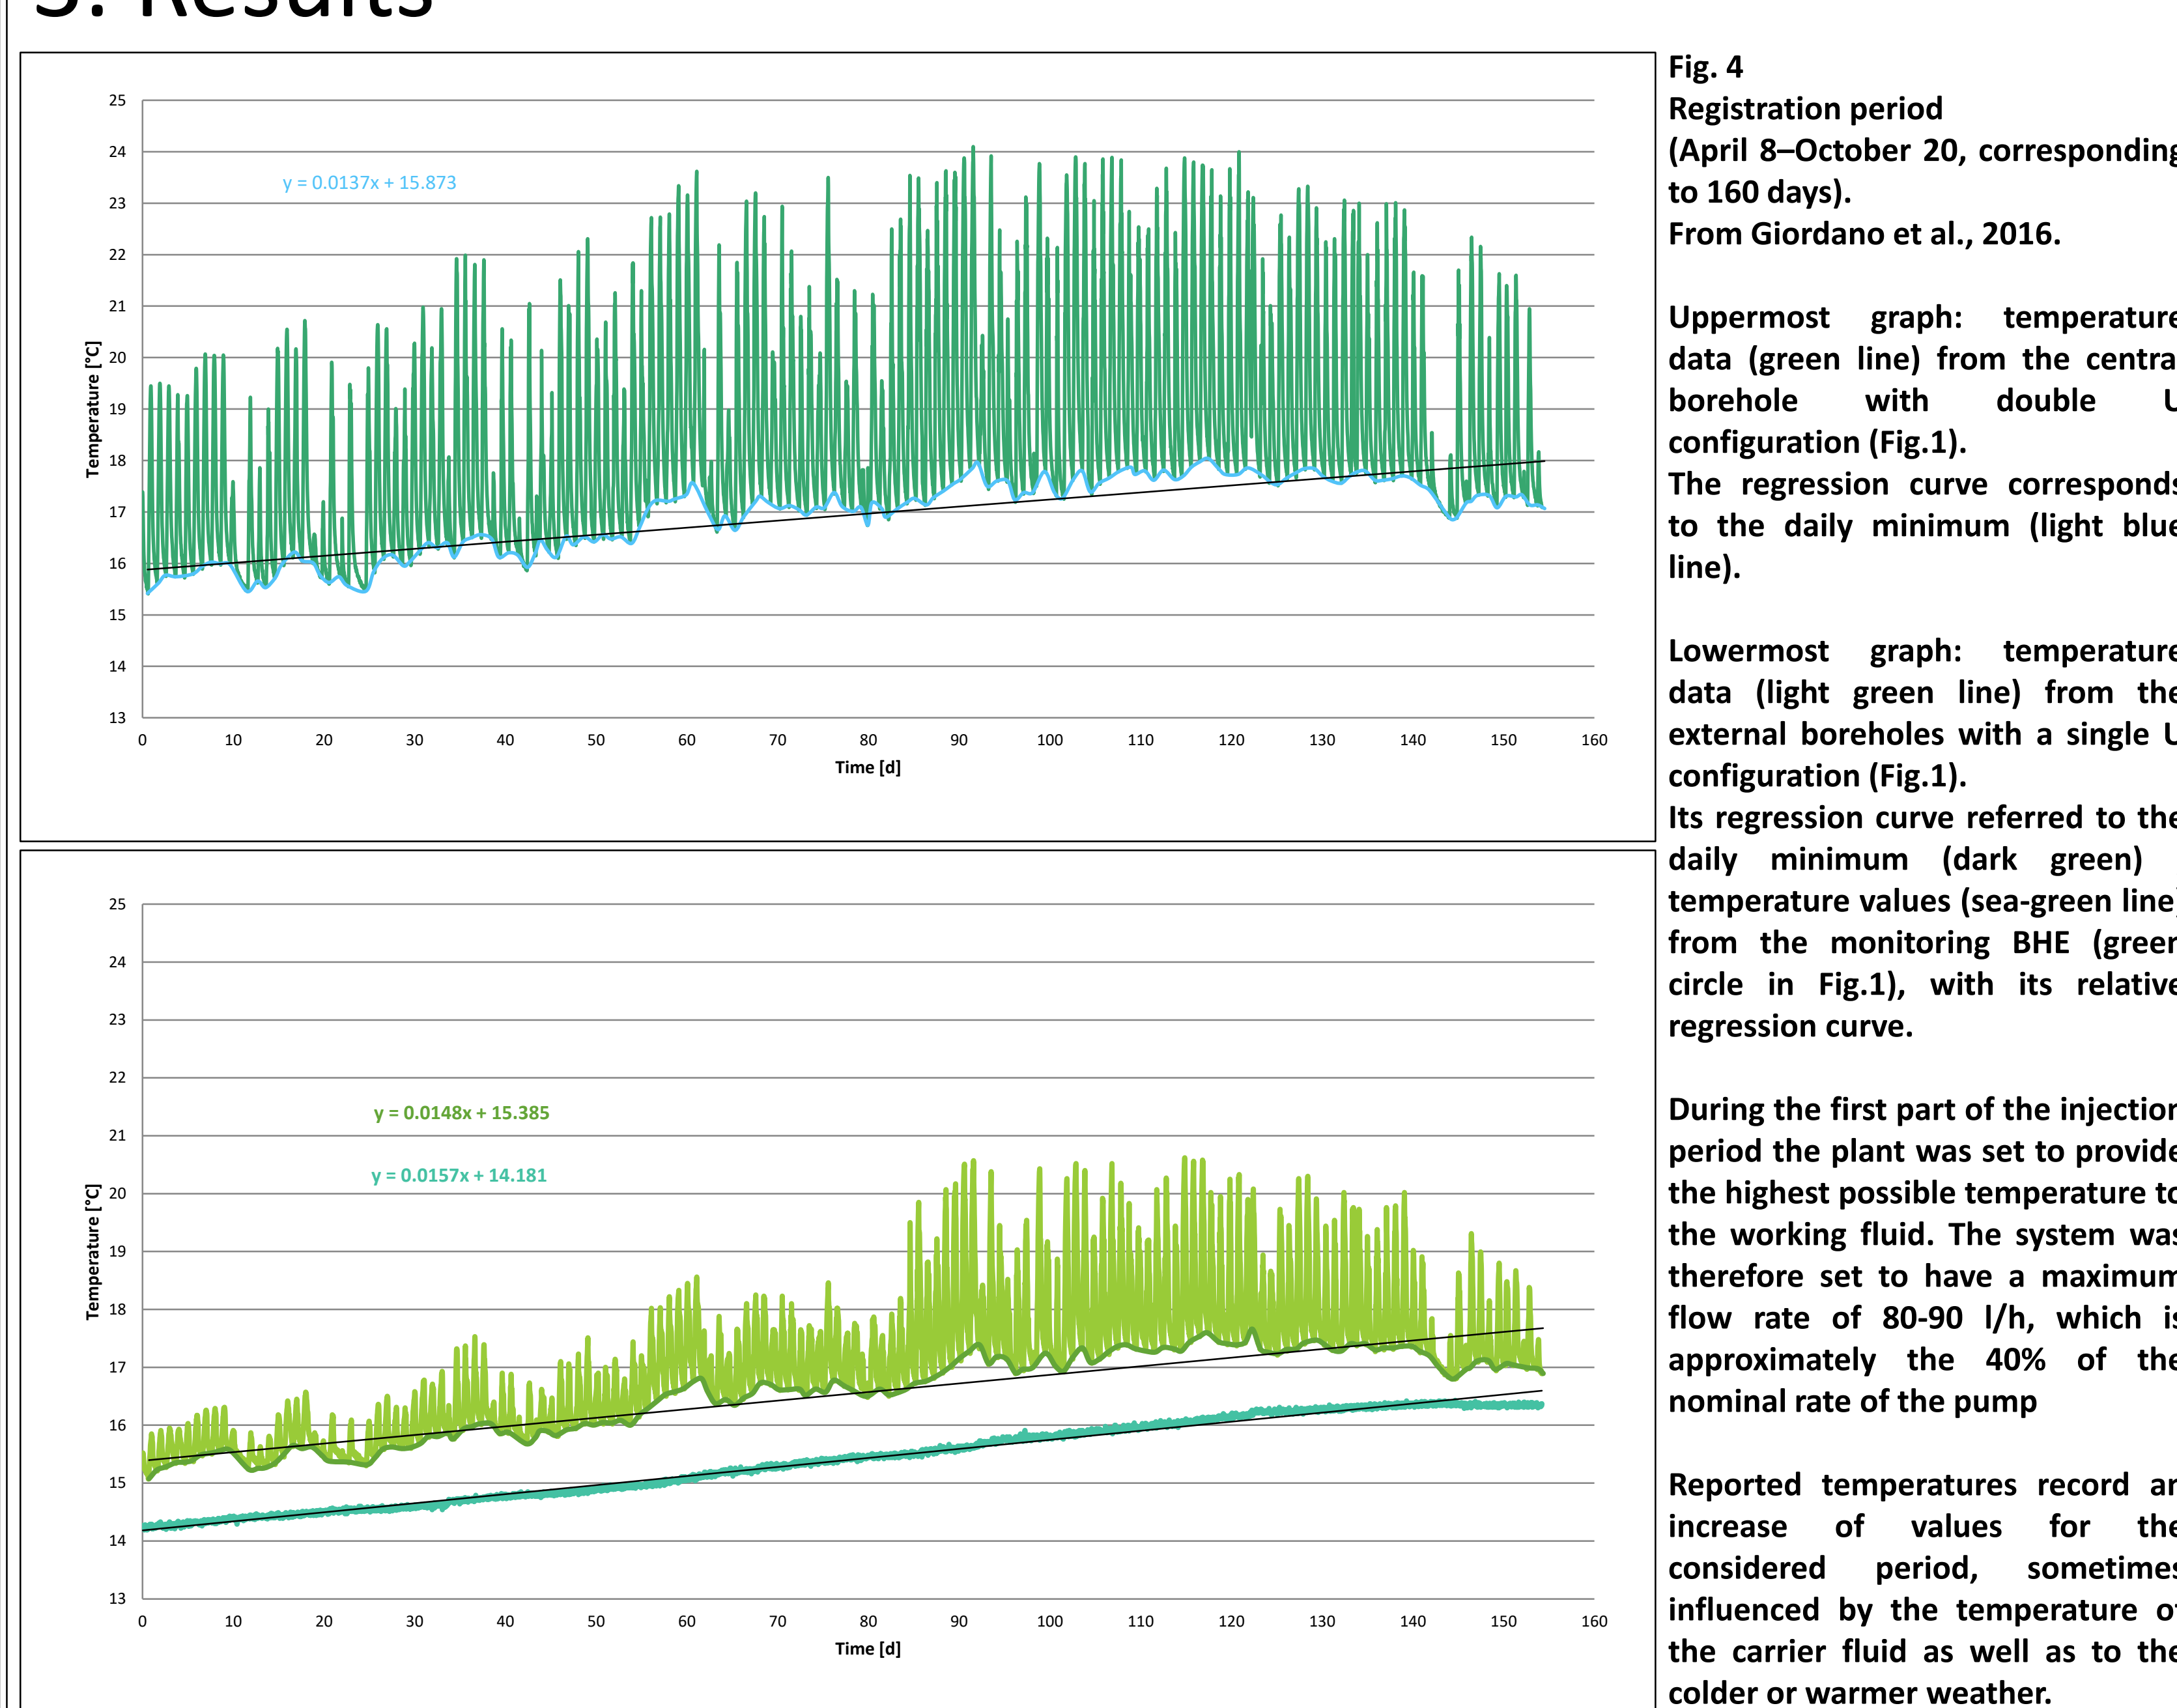 3. Results
25
24
23
22
21
20
19
18
17
16
15
14
13
Temperature [°C]
y = 0.0137x + 15.873
0 10 20 30 40 50 60 70 80 90 100 110 120 130 140 150 160
Time [d]
25
24
23
22
21
20
19
18
17
16
15
14
13
Temperature [°C]
y = 0.0148x + 15.385
y = 0.0157x + 14.181
0 10 20 30 40 50 60 70 80 90 100 110 120 130 140 150 160
Time [d]
Fig. 4
Registration period
(April 8–October 20, corresponding
to 160 days).
From Giordano et al., 2016.
Uppermost graph: temperature
data (green line) from the central
borehole with double U
configuration (Fig.1).
The regression curve corresponds
to the daily minimum (light blue
line).
Lowermost graph: temperature
data (light green line) from the
external boreholes with a single U
configuration (Fig.1).
Its regression curve referred to the
daily minimum (dark green)
temperature values (sea-green line)
from the monitoring BHE (green
circle in Fig.1), with its relative
regression curve.
During the first part of the injection
period the plant was set to provide
the highest possible temperature to
the working fluid. The system was
therefore set to have a maximum
flow rate of 80-90 l/h, which is
approximately the 40% of the
nominal rate of the pump
Reported temperatures record an
increase of values for the
considered period, sometimes
influenced by the temperature of
the carrier fluid as well as to the
colder or warmer weather.